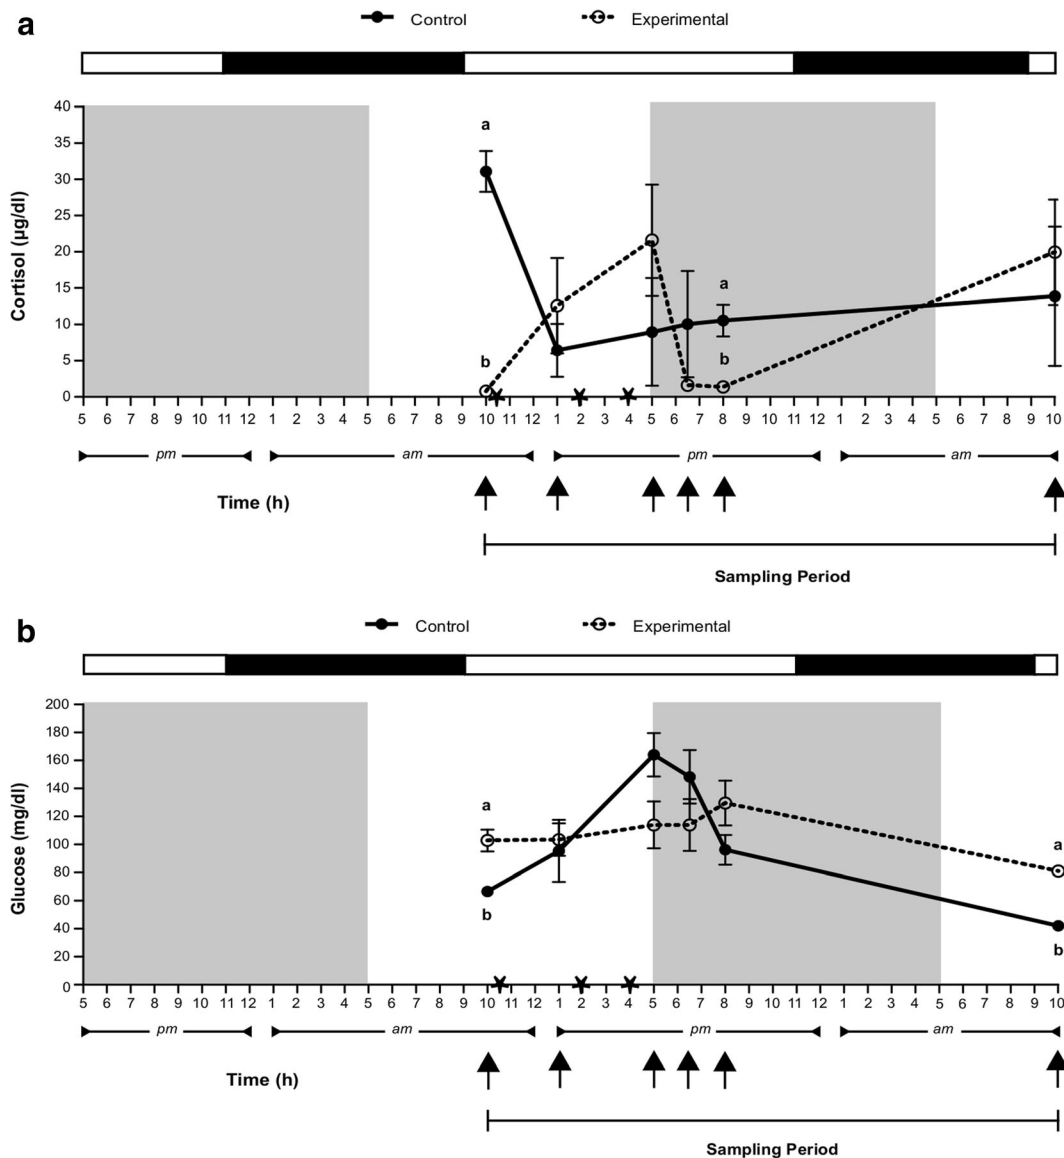 a
Control Experimental
40
35
30
25
20
15
10
5
0
Cortisol (µg/dl)
a
b
a
b
5 6 7 8 9 10 11 12 1 2 3 4 5 6 7 8 9 10 11 12 1 2 3 4 5 6 7 8 9 10 11 12 1 2 3 4 5 6 7 8 9 10
pm am pm am
Time (h)
Sampling Period
b
Control Experimental
200
180
160
140
120
100
80
60
40
20
0
Glucose (mg/dl)
a
b
a
b
5 6 7 8 9 10 11 12 1 2 3 4 5 6 7 8 9 10 11 12 1 2 3 4 5 6 7 8 9 10 11 12 1 2 3 4 5 6 7 8 9 10
pm am pm am
Time (h)
Sampling Period